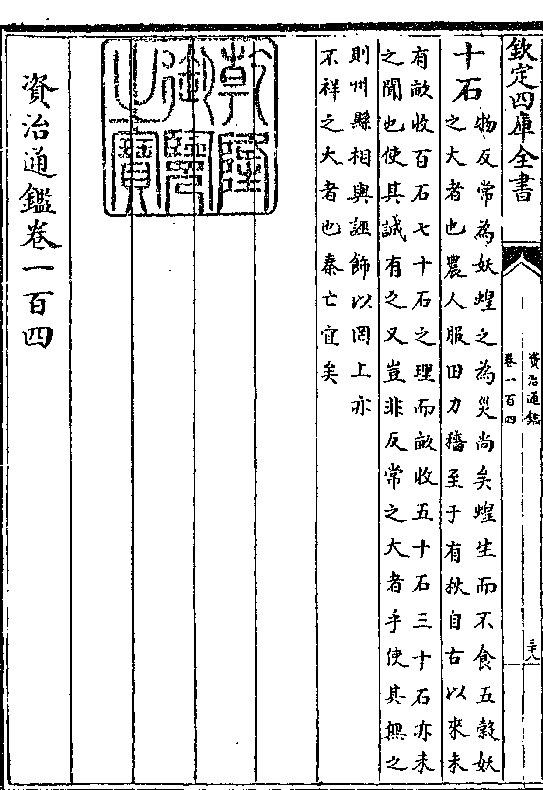 欽定四庫全書
資治通鑑
卷一百四
三十八
十石物反常為妖蝗之為災尚矣蝗生而不食五穀妖
之大者也農人服田力穡至于有秋自古以來未
有畝收百石七十石之理而畝收五十石三十石亦未
之聞也使其誠有之又豈非反常之大者乎使其無之
則州縣相與誣飾以罔上亦
不祥之大者也秦亡宜矣
乾隆
御覽
之寶
資治通鑑卷一百四